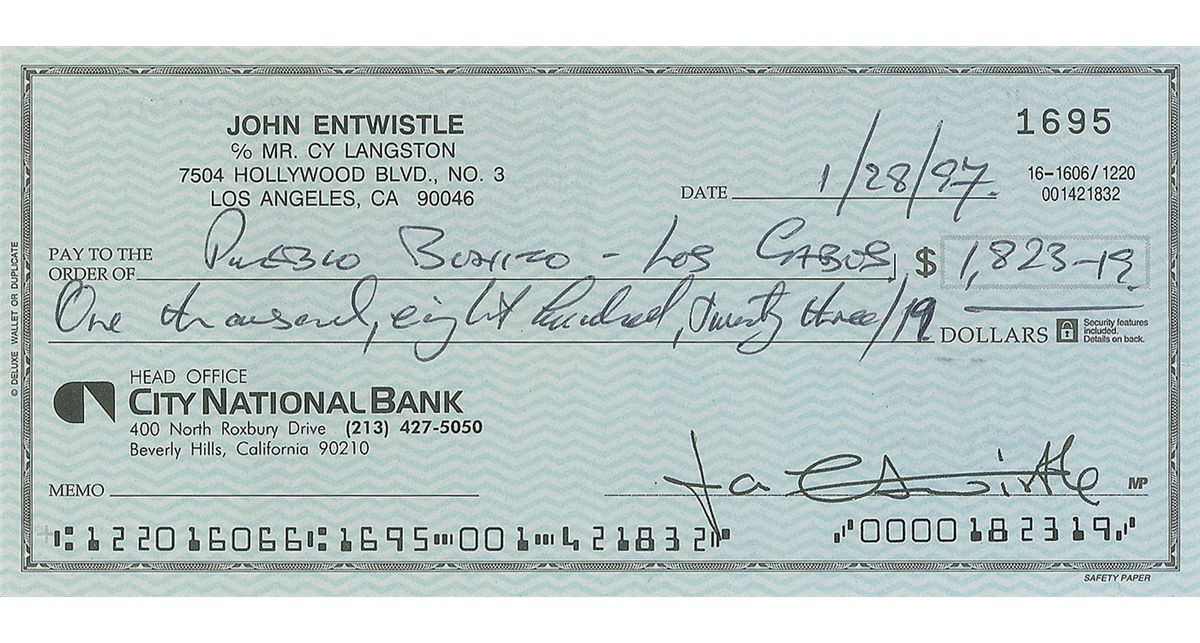 JOHN ENTWISTLE
c/o MR. CY LANGSTON
7504 HOLLYWOOD BLVD., NO. 3
LOS ANGELES, CA 90046
1695
DATE 1/28/97
16-1606/1220
001421832
PAY TO THE ORDER OF Pueblo Bonito - Los Cabos $ 1,823-19
One thousand, eight hundred, twenty three/19 DOLLARS
Security features included. Details on back.
© DELUXE WALLET OR DUPLICATE
HEAD OFFICE
CITY NATIONAL BANK
400 North Roxbury Drive (213) 427-5050
Beverly Hills, California 90210
MEMO
J a Entwistle MP
⑆122016066⑆1695⑈001⑈421832⑈ ⑈0000182319⑈
SAFETY PAPER